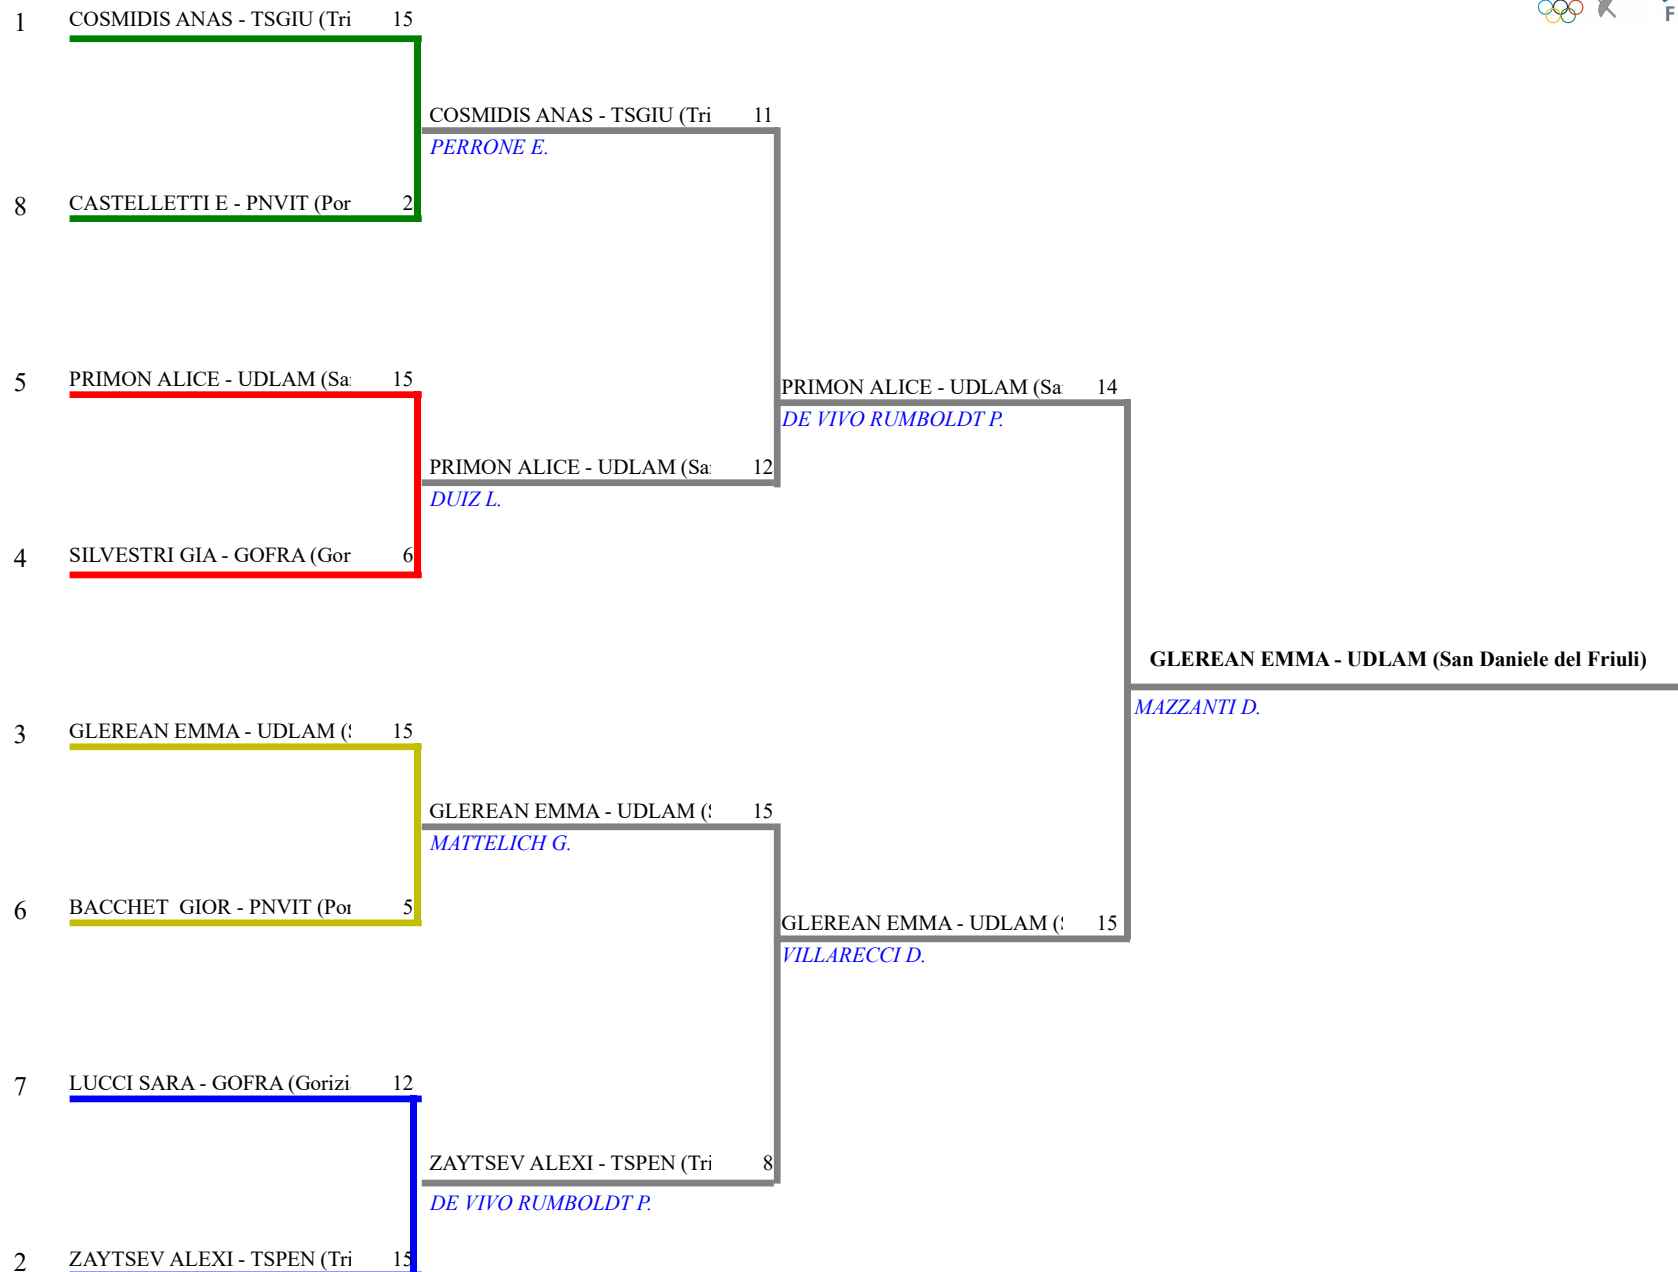 1 COSMIDIS ANAS - TSGIU (Tri 15
F
COSMIDIS ANAS - TSGIU (Tri 11
PERRONE E.
8 CASTELLETTI E - PNVIT (Por 2
5 PRIMON ALICE - UDLAM (Sa 15
PRIMON ALICE - UDLAM (Sa 14
DE VIVO RUMBOLDT P.
PRIMON ALICE - UDLAM (Sa 12
DUIZ L.
4 SILVESTRI GIA - GOFRA (Gor 6
GLEREAN EMMA - UDLAM (San Daniele del Friuli)
MAZZANTI D.
3 GLEREAN EMMA - UDLAM ( 15
GLEREAN EMMA - UDLAM ( 15
MATTELICH G.
6 BACCHET GIOR - PNVIT (Por 5
GLEREAN EMMA - UDLAM ( 15
VILLARECCI D.
7 LUCCI SARA - GOFRA (Gorizi 12
ZAYTSEV ALEXI - TSPEN (Tri 8
DE VIVO RUMBOLDT P.
2 ZAYTSEV ALEXI - TSPEN (Tri 15